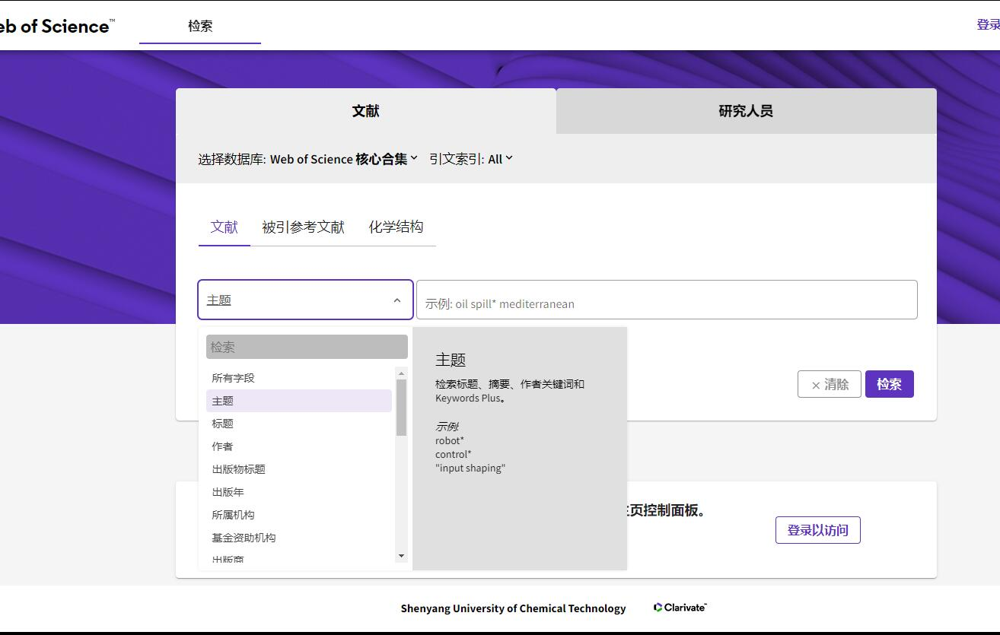 eb of Science™
检索
登录
文献
研究人员
选择数据库: Web of Science 核心合集 引文索引: All
文献 被引参考文献 化学结构
主题
示例: oil spill* mediterranean
检索
所有字段
主题
标题
作者
出版物标题
出版年
所属机构
基金资助机构
出版商
主题
检索标题、摘要、作者关键词和
Keywords Plus。
示例:
robot*
control*
"input shaping"
× 清除
检索
主页控制面板。
登录以访问
Shenyang University of Chemical Technology
Clarivate™